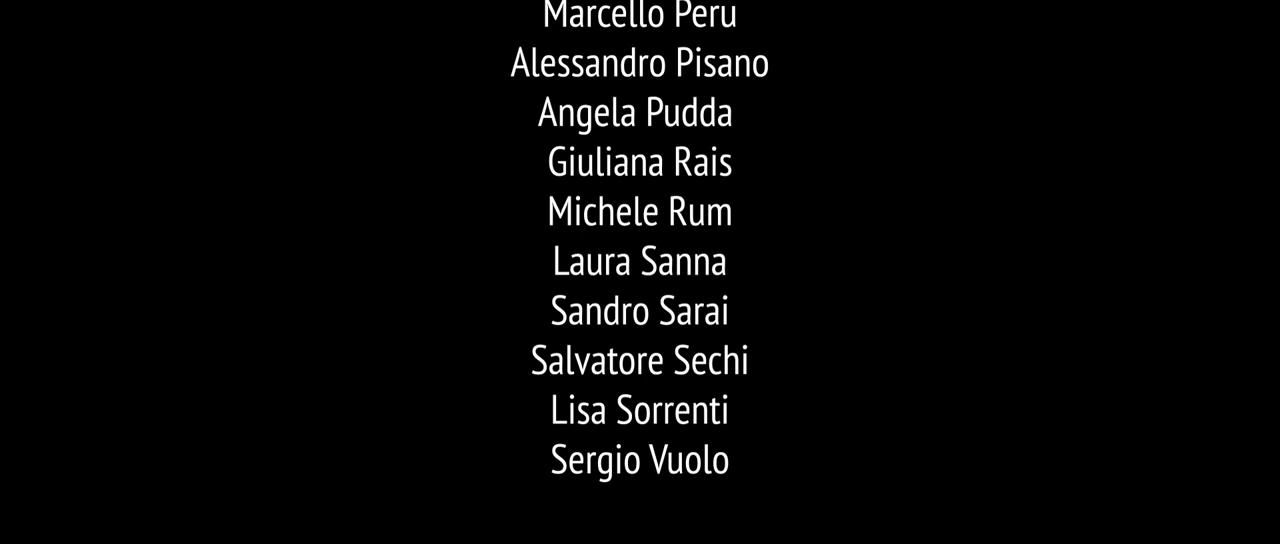 Marcello Peru
Alessandro Pisano
Angela Pudda
Giuliana Rais
Michele Rum
Laura Sanna
Sandro Sarai
Salvatore Sechi
Lisa Sorrenti
Sergio Vuolo